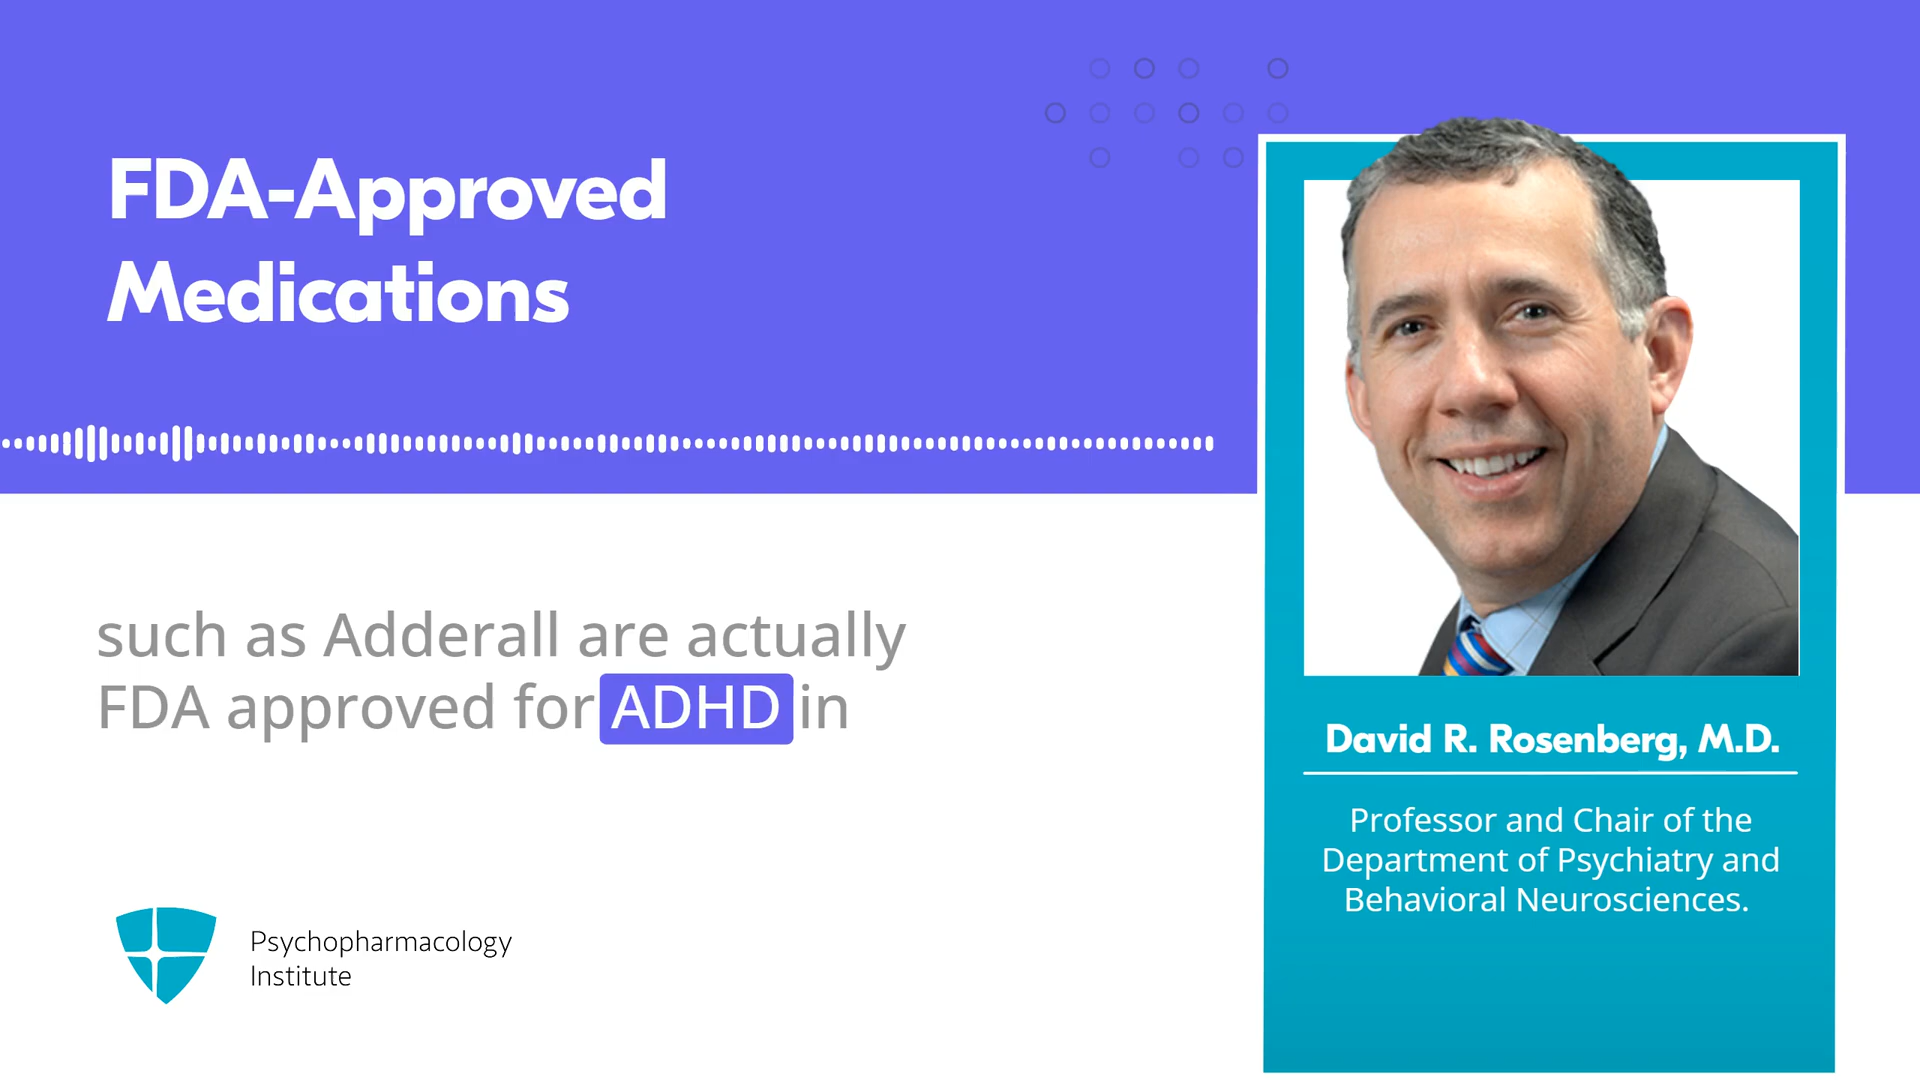 FDA-Approved
Medications
such as Adderall are actually
FDA approved for ADHD in
Psychopharmacology
Institute
David R. Rosenberg, M.D.
Professor and Chair of the
Department of Psychiatry and
Behavioral Neurosciences.